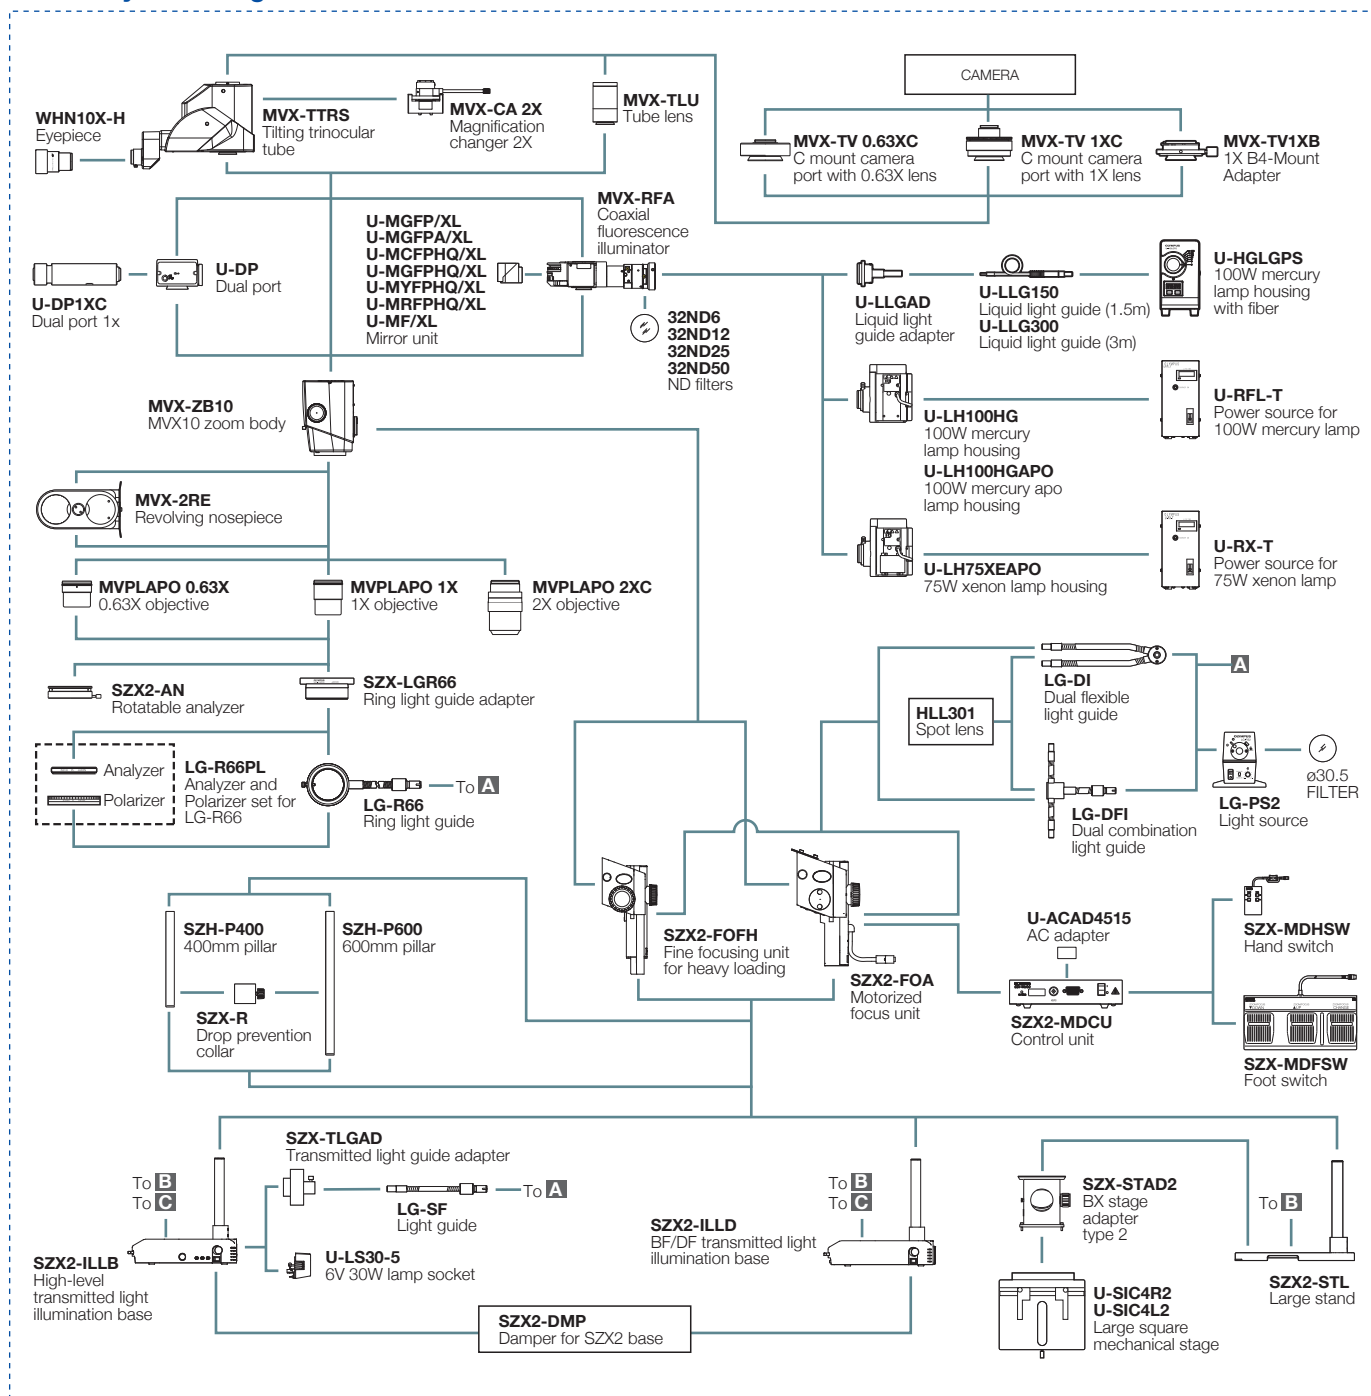 CAMERA
WHN10X-H
Eyepiece
MVX-TTRS
Tilting trinocular
tube
MVX-CA 2X
Magnification
changer 2X
MVX-TLU
Tube lens
MVX-TV 0.63XC
C mount camera
port with 0.63X lens
MVX-TV 1XC
C mount camera
port with 1X lens
MVX-TV1XB
1X B4-Mount
Adapter
U-DP1XC
Dual port 1x
U-DP
Dual port
U-MGFP/XL
U-MGFPA/XL
U-MCFPHQ/XL
U-MGFPHQ/XL
U-MYFPHQ/XL
U-MRFPHQ/XL
U-MF/XL
Mirror unit
MVX-RFA
Coaxial
fluorescence
illuminator
32ND6
32ND12
32ND25
32ND50
ND filters
U-LLGAD
Liquid light
guide adapter
U-LLG150
Liquid light guide (1.5m)
U-LLG300
Liquid light guide (3m)
U-HGLGPS
100W mercury
lamp housing
with fiber
MVX-ZB10
MVX10 zoom body
U-LH100HG
100W mercury
lamp housing
U-LH100HGAPO
100W mercury apo
lamp housing
U-RFL-T
Power source for
100W mercury lamp
MVX-2RE
Revolving nosepiece
U-LH75XEAPO
75W xenon lamp housing
U-RX-T
Power source for
75W xenon lamp
MVPLAPO 0.63X
0.63X objective
MVPLAPO 1X
1X objective
MVPLAPO 2XC
2X objective
SZX2-AN
Rotatable analyzer
SZX-LGR66
Ring light guide adapter
HLL301
Spot lens
LG-DI
Dual flexible
light guide
A
Analyzer
Polarizer
LG-R66PL
Analyzer and
Polarizer set for
LG-R66
LG-R66
Ring light guide
To A
LG-DFI
Dual combination
light guide
LG-PS2
Light source
ø30.5
FILTER
SZH-P400
400mm pillar
SZH-P600
600mm pillar
SZX-R
Drop prevention
collar
SZX2-FOFH
Fine focusing unit
for heavy loading
SZX2-FOA
Motorized
focus unit
U-ACAD4515
AC adapter
SZX2-MDCU
Control unit
SZX-MDHSW
Hand switch
SZX-MDFSW
Foot switch
To B
To C
SZX2-ILLB
High-level
transmitted light
illumination base
SZX-TLGAD
Transmitted light guide adapter
LG-SF
Light guide
To A
U-LS30-5
6V 30W lamp socket
To B
To C
SZX2-ILLD
BF/DF transmitted light
illumination base
SZX2-DMP
Damper for SZX2 base
SZX-STAD2
BX stage
adapter
type 2
U-SIC4R2
U-SIC4L2
Large square
mechanical stage
To B
SZX2-STL
Large stand